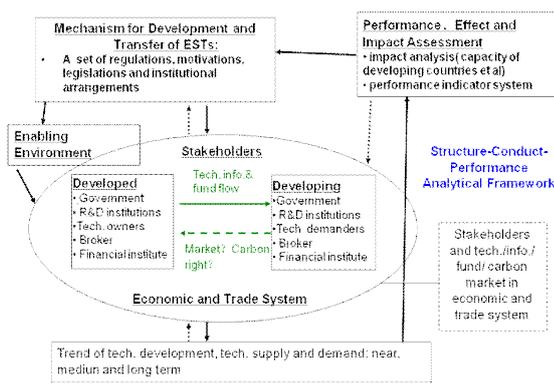 Mechanism for Development and
Transfer of ESTs:
• A set of regulations, motivations,
legislations and institutional
arrangements
Performance, Effect and
Impact Assessment
• impact analysis(capacity of
developing countries et al)
• performance indicator system
Enabling
Environment
Stakeholders
Structure-Conduct-
Performance
Analytical Framework
Developed
•Government
•R&D institutions
•Tech. owners
•Broker
•Financial institute
Tech. info.&
fund flow
Market? Carbon
right?
Developing
•Government
•R&D institutions
•Tech demanders
•Broker
•Financial institute
Stakeholders
and tech./info./
fund/ carbon
market in
economic and
trade system
Economic and Trade System
Trend of tech. development, tech. supply and demand: near,
medium and long term